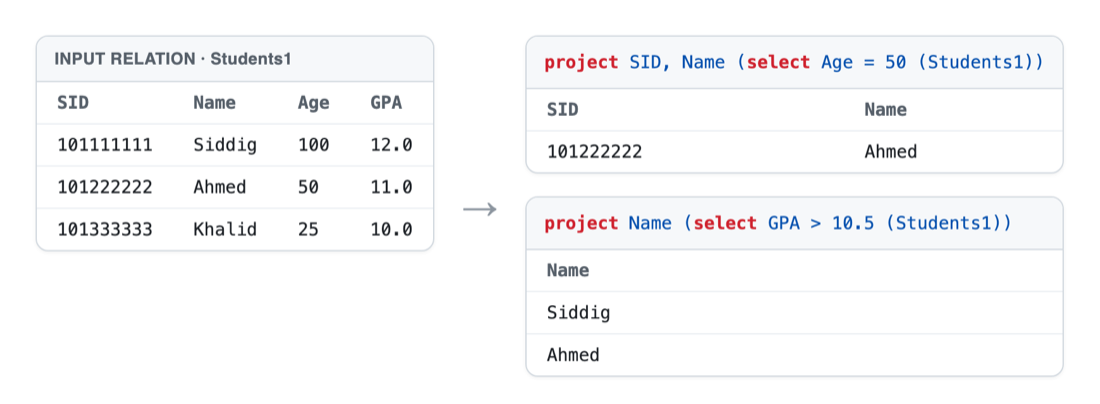 INPUT RELATION · Students1
SID Name Age GPA
101111111 Siddig 100 12.0
101222222 Ahmed 50 11.0
101333333 Khalid 25 10.0
→
project SID, Name (select Age = 50 (Students1))
SID Name
101222222 Ahmed
project Name (select GPA > 10.5 (Students1))
Name
Siddig
Ahmed